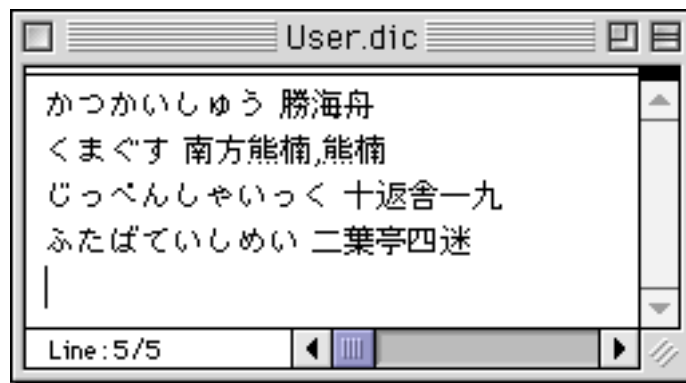 User.dic
かつかいしゅう 勝海舟
くまぐす 南方熊楠,熊楠
じっぺんしゃいっく 十返舎一九
ふたばていしめい 二葉亭四迷
Line:5/5